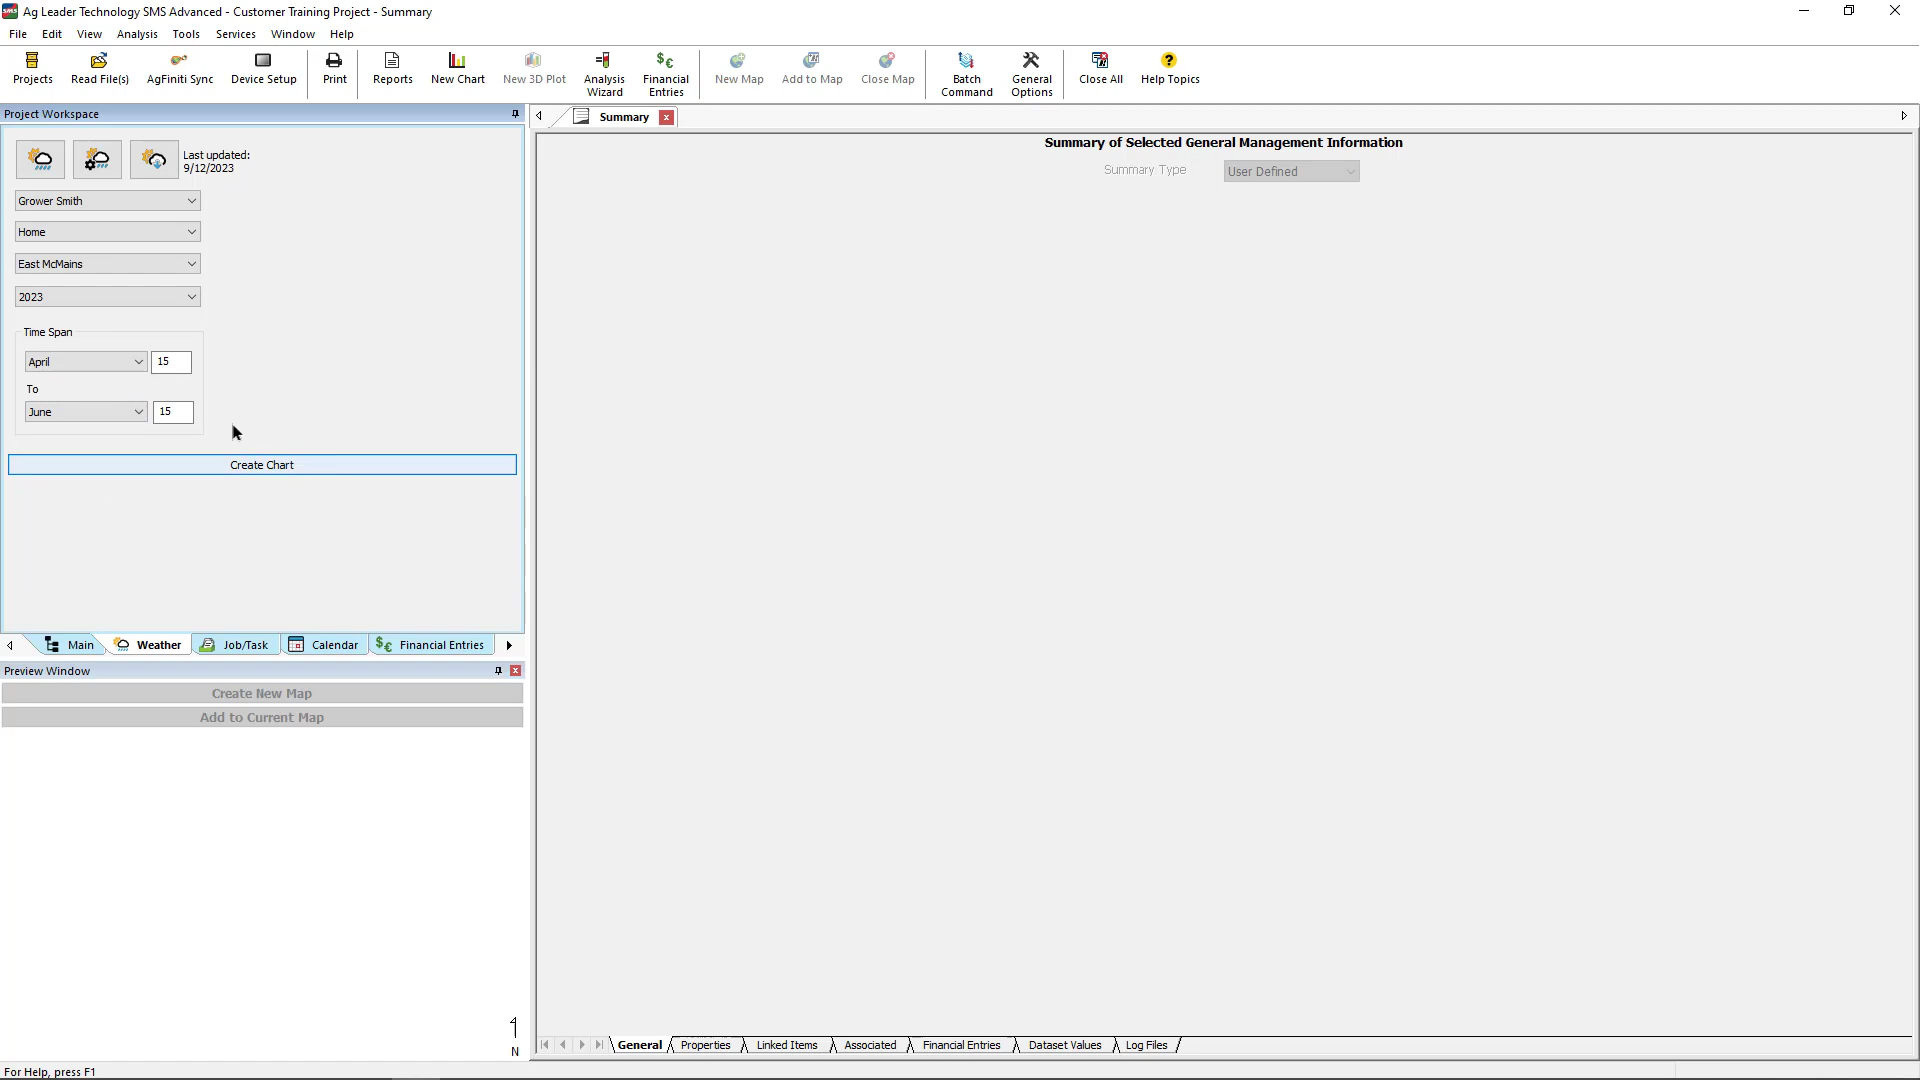 Ag Leader Technology SMS Advanced - Customer Training Project - Summary
File Edit View Analysis Tools Services Window Help
Projects Read File(s) AgFiniti Sync Device Setup Print Reports New Chart New 3D Plot Analysis Wizard Financial Entries New Map Add to Map Close Map Batch Command General Options Close All Help Topics
Project Workspace
Summary
Last updated:
9/12/2023
Grower Smith
Home
East McMains
2023
Time Span
April 15
To
June 15
Create Chart
Main Weather Job/Task Calendar Financial Entries
Preview Window
Create New Map
Add to Current Map
N
Summary of Selected General Management Information
Summary Type User Defined
General Properties Linked Items Associated Financial Entries Dataset Values Log Files
For Help, press F1